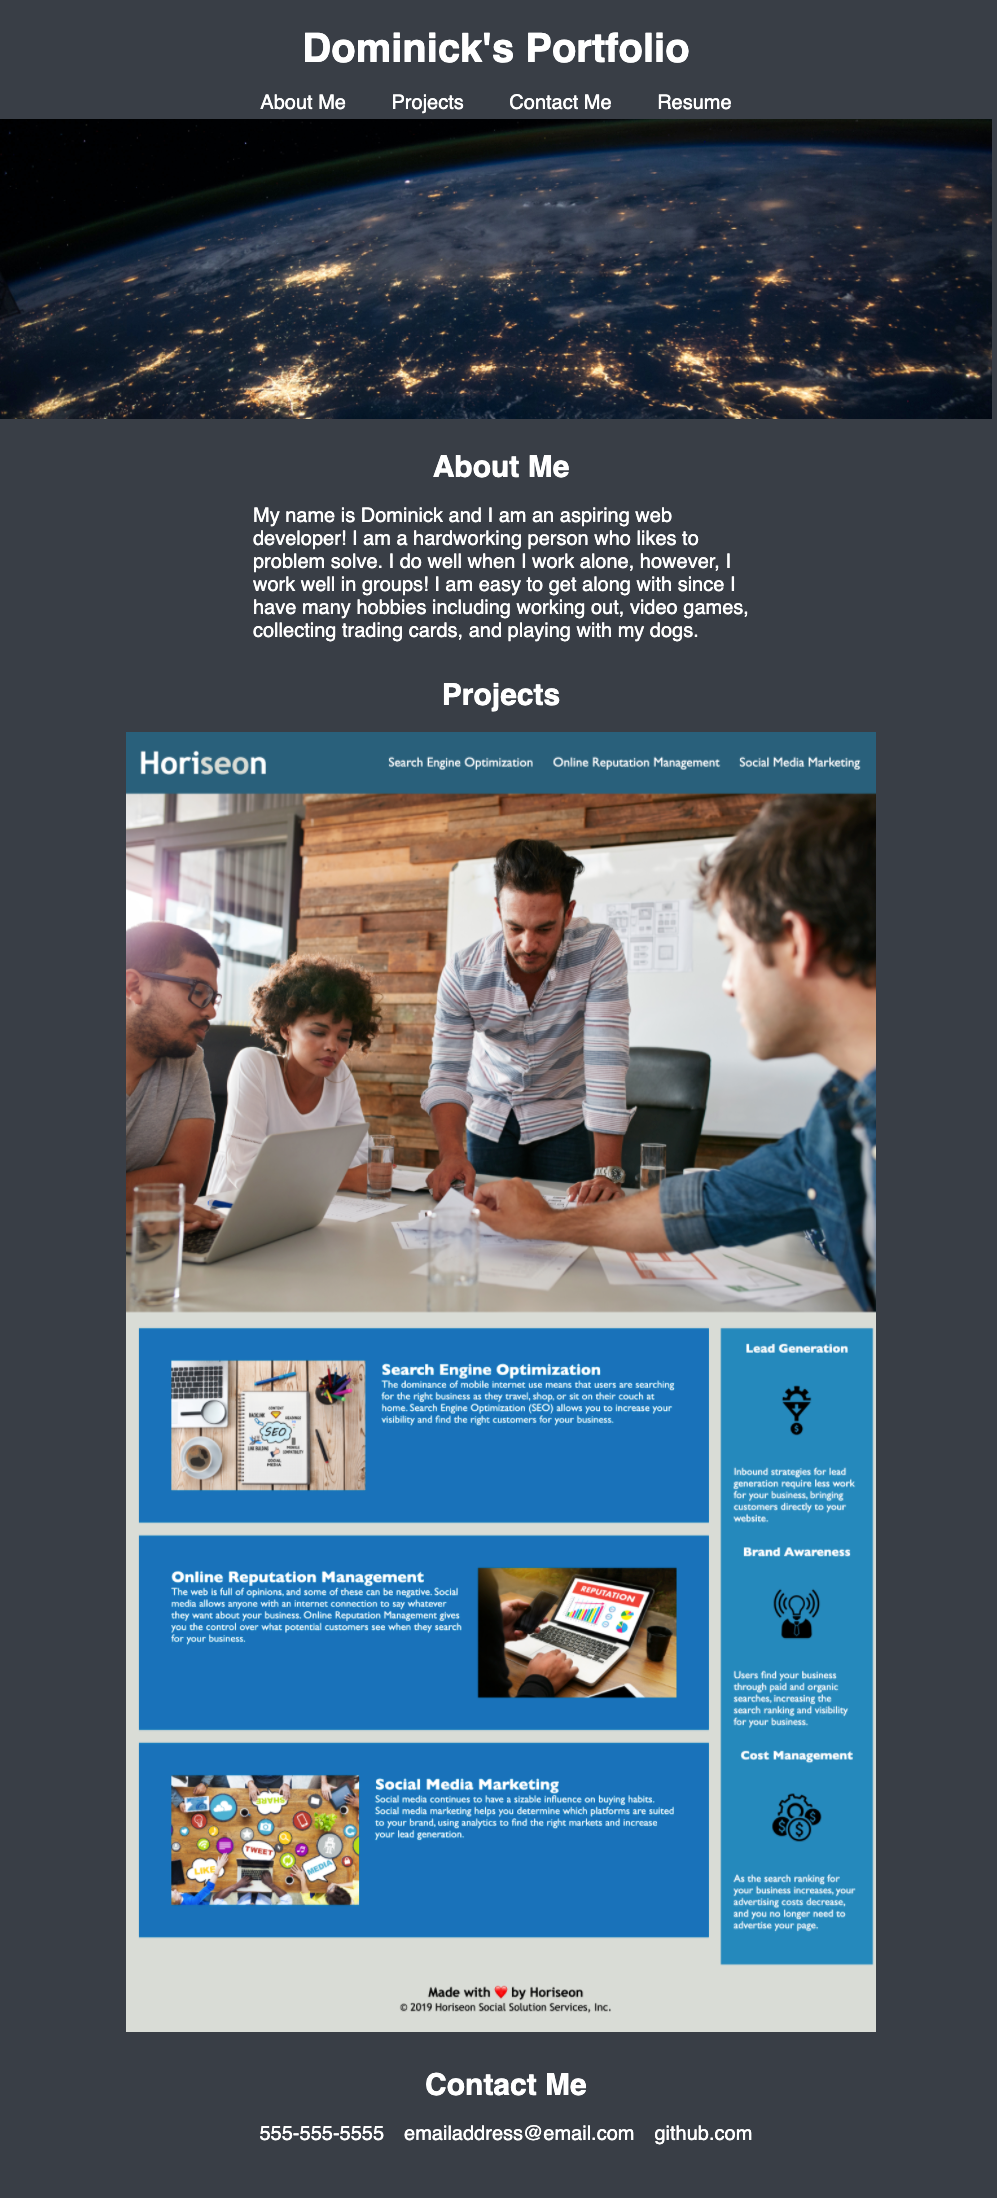 Dominick's Portfolio
About Me Projects Contact Me Resume
About Me
My name is Dominick and I am an aspiring web
developer! I am a hardworking person who likes to
problem solve. I do well when I work alone, however, I
work well in groups! I am easy to get along with since I
have many hobbies including working out, video games,
collecting trading cards, and playing with my dogs.
Projects
Horiseon
Search Engine Optimization Online Reputation Management Social Media Marketing
Search Engine Optimization
The dominance of mobile internet use means that users are searching
for the right business as they travel, shop, or sit on their couch at
home. Search Engine Optimization (SEO) allows you to increase your
visibility and find the right customers for your business.
CONTENT
BACKLINK
SEO
LINK BUILDING
SOCIAL
MEDIA
Online Reputation Management
The web is full of opinions, and some of these can be negative. Social
media allows anyone with an internet connection to say whatever
they want about your business. Online Reputation Management gives
you the control over what potential customers see when they search
for your business.
REPUTATION
Social Media Marketing
Social media continues to have a sizable influence on buying habits.
Social media marketing helps you determine which platforms are suited
to your brand, using analytics to find the right markets and increase
your lead generation.
SHARE
TWEET
LIKE
MEDIA
Lead Generation
Inbound strategies for lead
generation require less work
for your business, bringing
customers directly to your
website.
Brand Awareness
Users find your business
through paid and organic
searches, increasing the
search ranking and visibility
for your business.
Cost Management
As the search ranking for
your business increases, your
advertising costs decrease,
and you no longer need to
advertise your page.
Made with ❤️ by Horiseon
© 2019 Horiseon Social Solution Services, Inc.
Contact Me
555-555-5555 emailaddress@email.com github.com